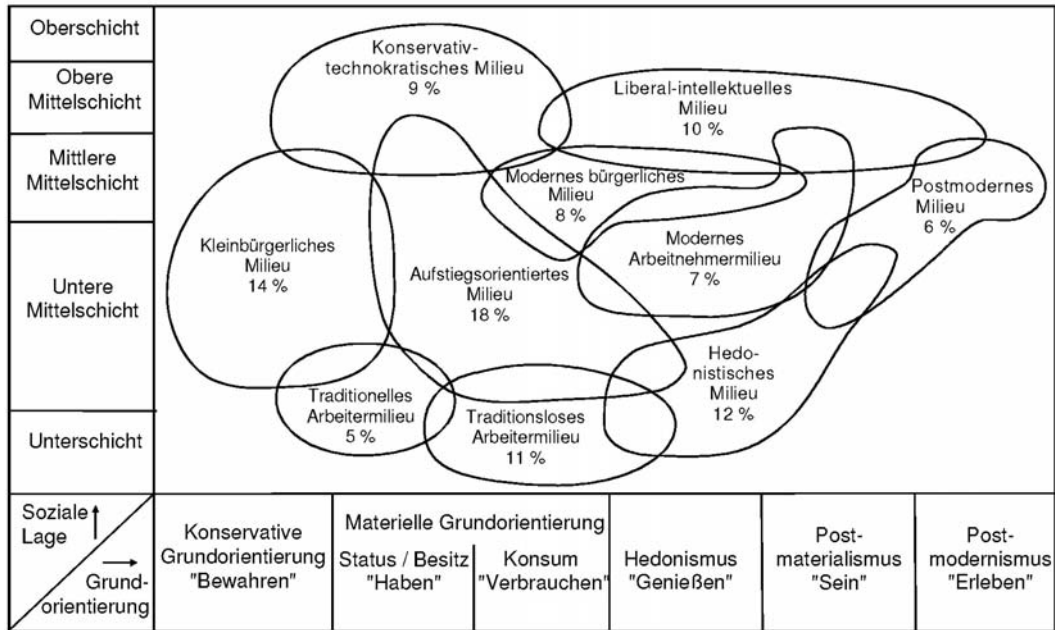 Oberschicht
Obere
Mittelschicht
Mittlere
Mittelschicht
Untere
Mittelschicht
Unterschicht
Konservativ-
technokratisches Milieu
9 %
Liberal-intellektuelles
Milieu
10 %
Modernes bürgerliches
Milieu
8 %
Postmodernes
Milieu
6 %
Kleinbürgerliches
Milieu
14 %
Aufstiegsorientiertes
Milieu
18 %
Modernes
Arbeitnehmermilieu
7 %
Hedo-
nistisches
Milieu
12 %
Traditionelles
Arbeitermilieu
5 %
Traditionsloses
Arbeitermilieu
11 %
Soziale
Lage
Grund-
orientierung
Konservative
Grundorientierung
"Bewahren"
Materielle Grundorientierung
Status / Besitz
"Haben"
Konsum
"Verbrauchen"
Hedonismus
"Genießen"
Post-
materialismus
"Sein"
Post-
modernismus
"Erleben"